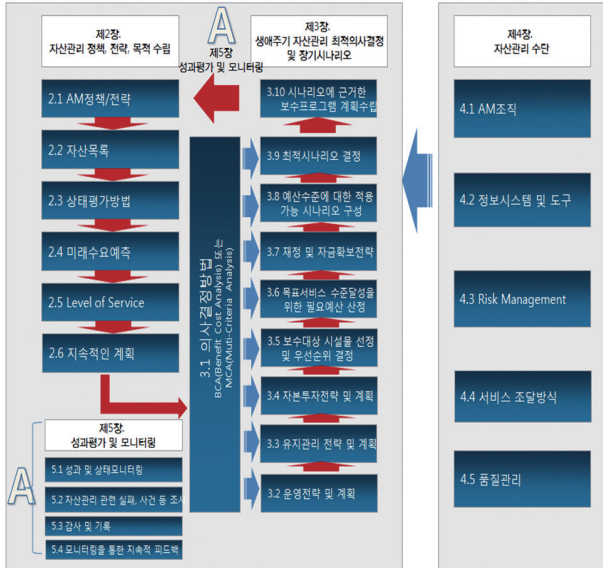 제2장.
자산관리 정책, 전략, 목적 수립
2.1 AM정책/전략
2.2 자산목록
2.3 상태평가방법
2.4 미래수요예측
2.5 Level of Service
2.6 지속적인 계획
제5장.
성과평가 및 모니터링
A
5.1 성과 및 상태모니터링
5.2 자산관리 관련 실패, 사건 등 조사
5.3 감사 및 기록
5.4 모니터링을 통한 지속적 피드백
A
제5장
성과평가 및 모니터링
3.1 의사결정방법
BCA(Benefit Cost Analysis) 또는
MCA(Muti-Criteria Analysis)
제3장.
생애주기 자산관리 최적의사결정
및 장기시나리오
3.10 시나리오에 근거한
보수프로그램 계획수립
3.9 최적시나리오 결정
3.8 예산수준에 대한 적용
가능 시나리오 구성
3.7 재정 및 자금확보전략
3.6 목표서비스 수준달성을
위한 필요예산 산정
3.5 보수대상 시설물 선정
및 우선순위 결정
3.4 자본투자전략 및 계획
3.3 유지관리 전략 및 계획
3.2 운영전략 및 계획
제4장.
자산관리 수단
4.1 AM조직
4.2 정보시스템 및 도구
4.3 Risk Management
4.4 서비스 조달방식
4.5 품질관리